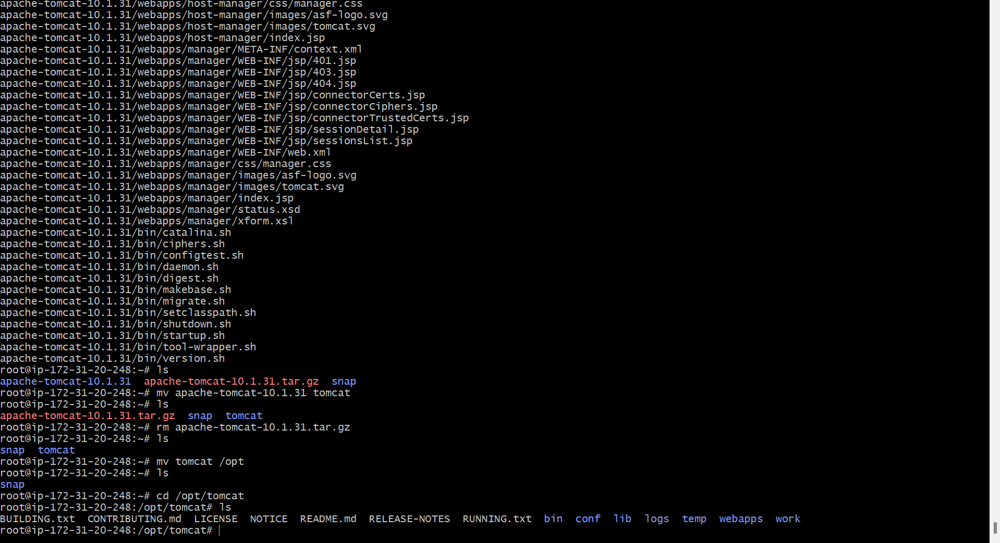 apache-tomcat-10.1.31/webapps/host-manager/css/manager.css
apache-tomcat-10.1.31/webapps/host-manager/images/asf-logo.svg
apache-tomcat-10.1.31/webapps/host-manager/images/tomcat.svg
apache-tomcat-10.1.31/webapps/host-manager/index.jsp
apache-tomcat-10.1.31/webapps/manager/META-INF/context.xml
apache-tomcat-10.1.31/webapps/manager/WEB-INF/jsp/401.jsp
apache-tomcat-10.1.31/webapps/manager/WEB-INF/jsp/403.jsp
apache-tomcat-10.1.31/webapps/manager/WEB-INF/jsp/404.jsp
apache-tomcat-10.1.31/webapps/manager/WEB-INF/jsp/connectorCerts.jsp
apache-tomcat-10.1.31/webapps/manager/WEB-INF/jsp/connectorCiphers.jsp
apache-tomcat-10.1.31/webapps/manager/WEB-INF/jsp/connectorTrustedCerts.jsp
apache-tomcat-10.1.31/webapps/manager/WEB-INF/jsp/sessionDetail.jsp
apache-tomcat-10.1.31/webapps/manager/WEB-INF/jsp/sessionsList.jsp
apache-tomcat-10.1.31/webapps/manager/WEB-INF/web.xml
apache-tomcat-10.1.31/webapps/manager/css/manager.css
apache-tomcat-10.1.31/webapps/manager/images/asf-logo.svg
apache-tomcat-10.1.31/webapps/manager/images/tomcat.svg
apache-tomcat-10.1.31/webapps/manager/index.jsp
apache-tomcat-10.1.31/webapps/manager/status.xsd
apache-tomcat-10.1.31/webapps/manager/xform.xsl
apache-tomcat-10.1.31/bin/catalina.sh
apache-tomcat-10.1.31/bin/ciphers.sh
apache-tomcat-10.1.31/bin/configtest.sh
apache-tomcat-10.1.31/bin/daemon.sh
apache-tomcat-10.1.31/bin/digest.sh
apache-tomcat-10.1.31/bin/makebase.sh
apache-tomcat-10.1.31/bin/migrate.sh
apache-tomcat-10.1.31/bin/setclasspath.sh
apache-tomcat-10.1.31/bin/shutdown.sh
apache-tomcat-10.1.31/bin/startup.sh
apache-tomcat-10.1.31/bin/tool-wrapper.sh
apache-tomcat-10.1.31/bin/version.sh
root@ip-172-31-20-248:~# ls
apache-tomcat-10.1.31  apache-tomcat-10.1.31.tar.gz  snap
root@ip-172-31-20-248:~# mv apache-tomcat-10.1.31 tomcat
root@ip-172-31-20-248:~# ls
apache-tomcat-10.1.31.tar.gz  snap  tomcat
root@ip-172-31-20-248:~# rm apache-tomcat-10.1.31.tar.gz
root@ip-172-31-20-248:~# ls
snap  tomcat
root@ip-172-31-20-248:~# mv tomcat /opt
root@ip-172-31-20-248:~# ls
snap
root@ip-172-31-20-248:~# cd /opt/tomcat
root@ip-172-31-20-248:/opt/tomcat# ls
BUILDING.txt  CONTRIBUTING.md  LICENSE  NOTICE  README.md  RELEASE-NOTES  RUNNING.txt  bin  conf  lib  logs  temp  webapps  work
root@ip-172-31-20-248:/opt/tomcat#